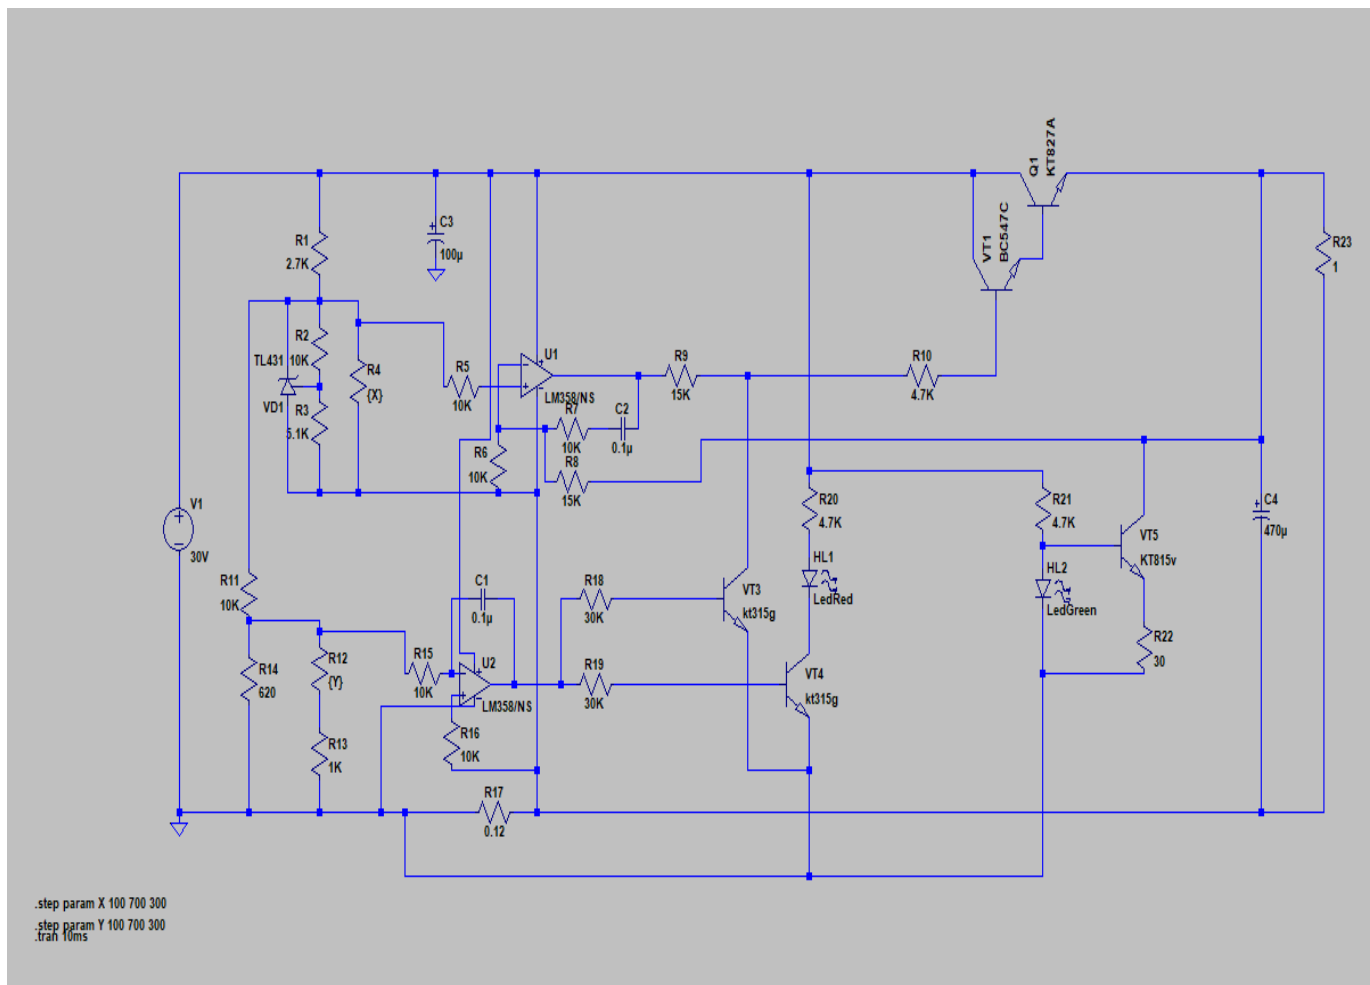 Q1
KT827A
VT1
BC547C
C3
100µ
R1
2.7K
R23
1
R2
10K
TL431
VD1
R3
5.1K
R4
{X}
R5
10K
U1
LM358/NS
R9
15K
R10
4.7K
R7
10K
C2
0.1µ
R6
10K
R8
15K
V1
30V
R20
4.7K
R21
4.7K
C4
470µ
VT5
KT815v
HL1
LedRed
HL2
LedGreen
R11
10K
C1
0.1µ
R18
30K
VT3
kt315g
R22
30
R14
620
R12
{Y}
R15
10K
U2
LM358/NS
R19
30K
VT4
kt315g
R13
1K
R16
10K
R17
0.12
.step param X 100 700 300
.step param Y 100 700 300
.tran 10ms